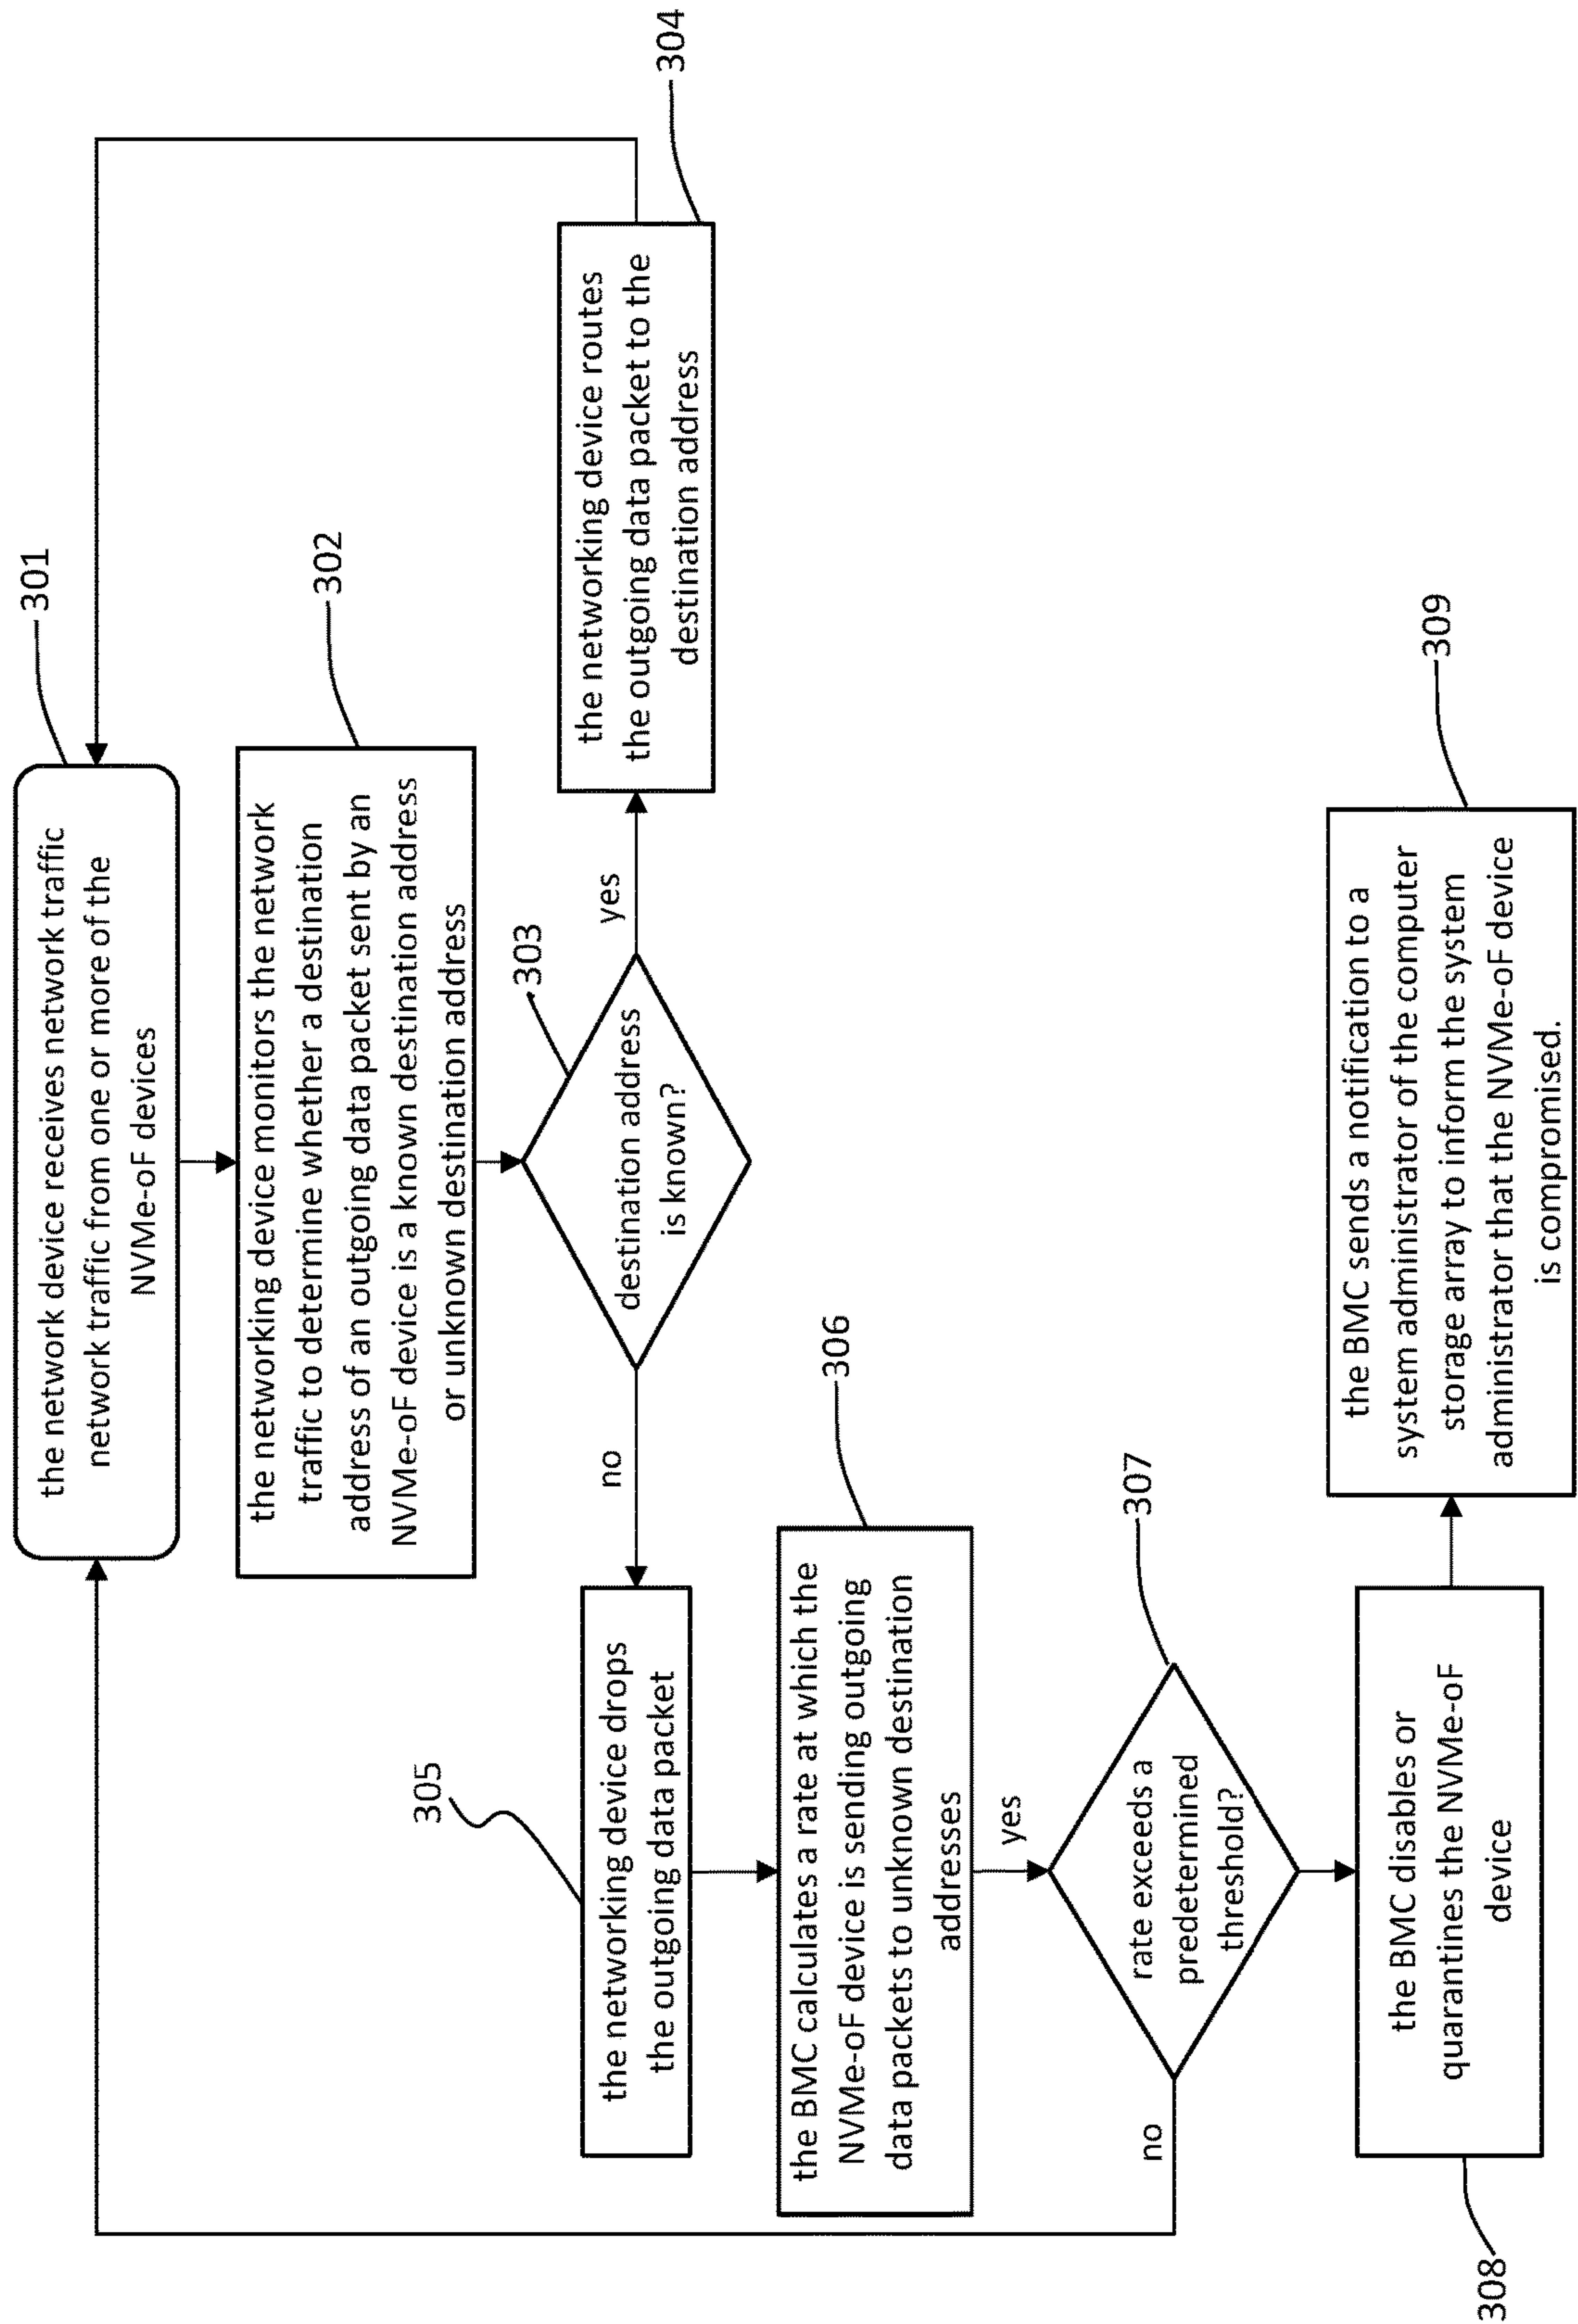 301
the network device receives network traffic
network traffic from one or more of the
NVMe-oF devices
302
the networking device monitors the network
traffic to determine whether a destination
address of an outgoing data packet sent by an
NVMe-oF device is a known destination address
or unknown destination address
303
destination address
is known?
yes
304
the networking device routes
the outgoing data packet to the
destination address
no
305
the networking device drops
the outgoing data packet
306
the BMC calculates a rate at which the
NVMe-oF device is sending outgoing
data packets to unknown destination
addresses
yes
307
rate exceeds a
predetermined
threshold?
no
308
the BMC disables or
quarantines the NVMe-oF
device
309
the BMC sends a notification to a
system administrator of the computer
storage array to inform the system
administrator that the NVMe-oF device
is compromised.